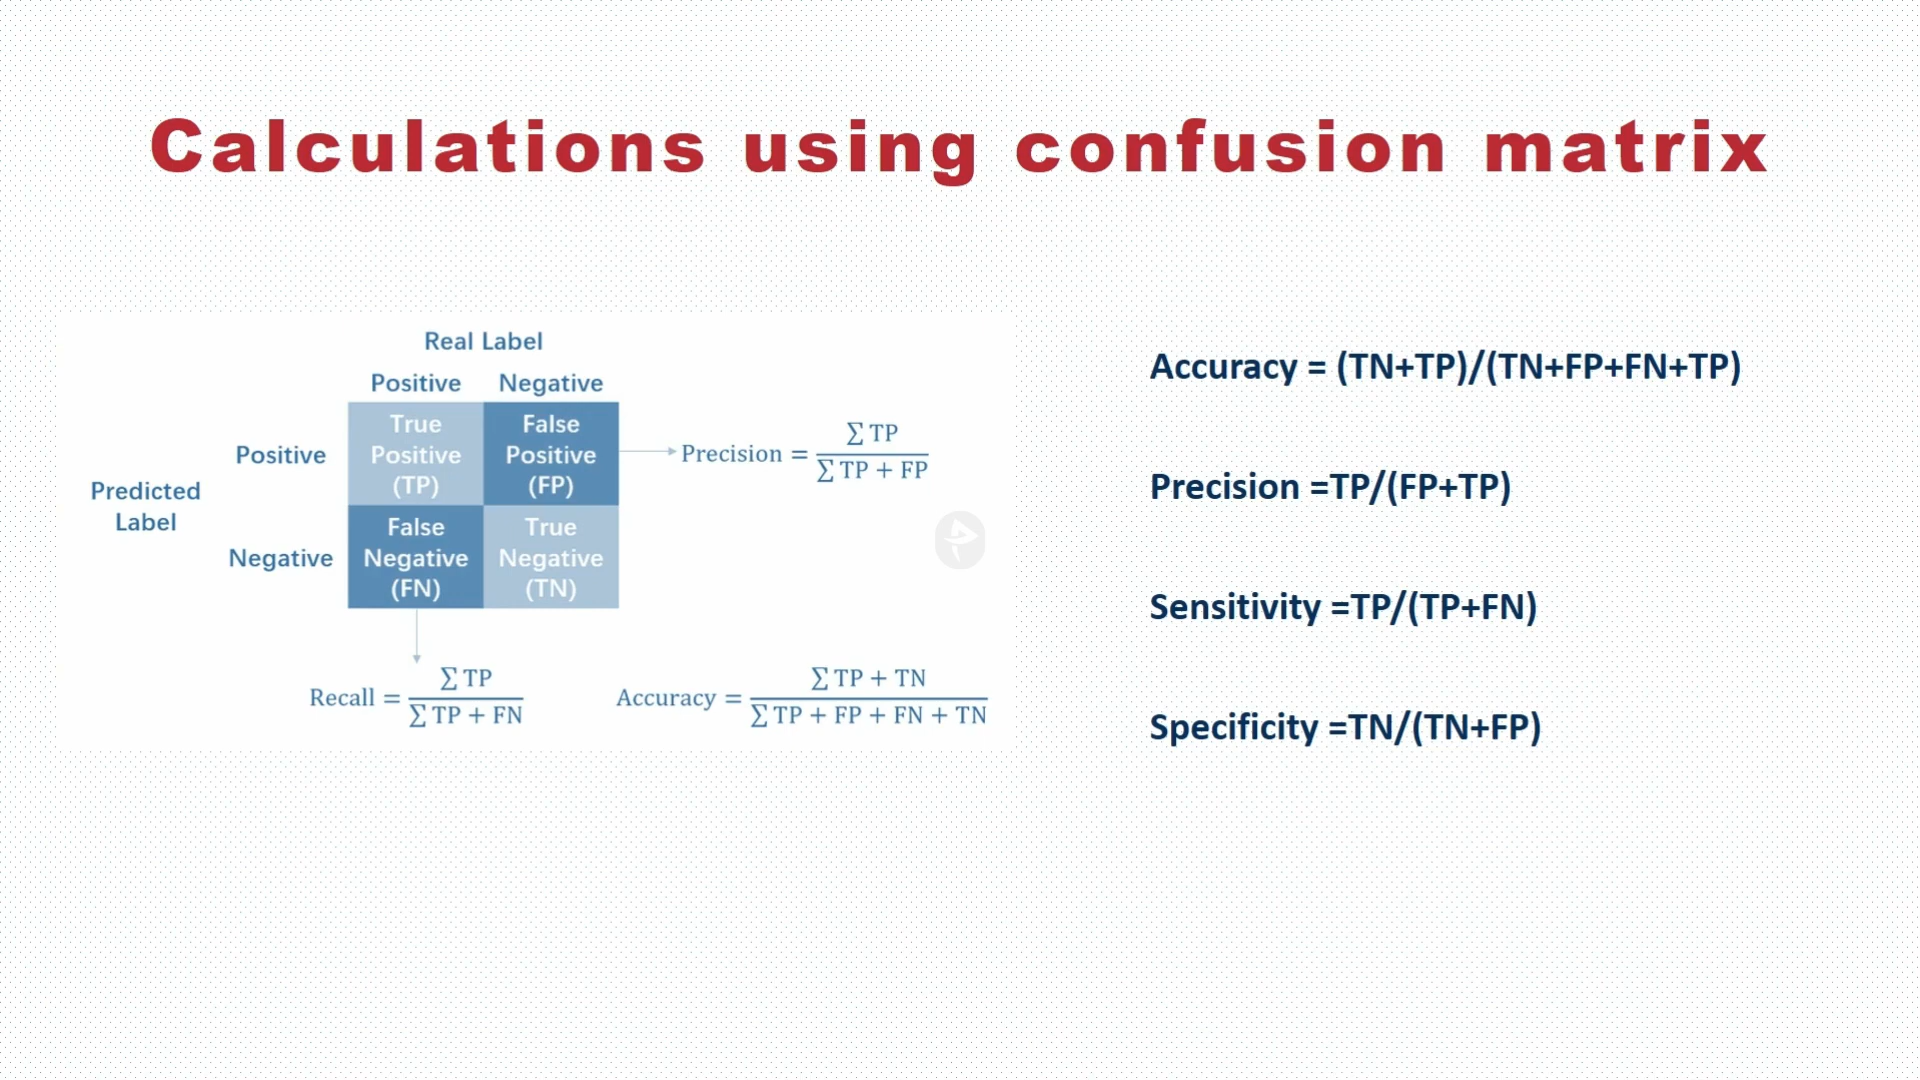 Calculations using confusion matrix
Real Label
Positive Negative
Predicted
Label
Positive
True
Positive
(TP)
False
Positive
(FP)
Negative
False
Negative
(FN)
True
Negative
(TN)
Precision = ∑ TP / ∑ TP + FP
Recall = ∑ TP / ∑ TP + FN
Accuracy = ∑ TP + TN / ∑ TP + FP + FN + TN
Accuracy = (TN+TP)/(TN+FP+FN+TP)
Precision =TP/(FP+TP)
Sensitivity =TP/(TP+FN)
Specificity =TN/(TN+FP)